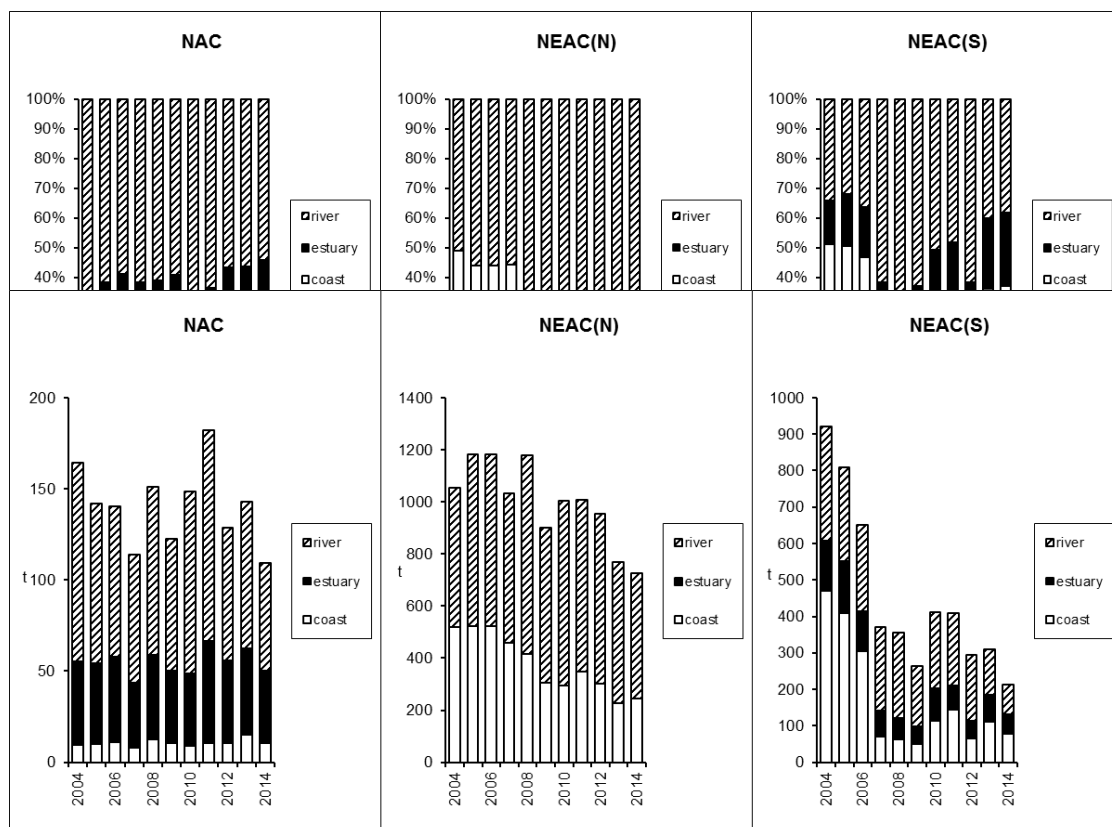 NAC
NEAC(N)
NEAC(S)
100%
90%
80%
70%
60%
50%
40%
river
estuary
coast
100%
90%
80%
70%
60%
50%
40%
river
estuary
coast
100%
90%
80%
70%
60%
50%
40%
river
estuary
coast
NAC
NEAC(N)
NEAC(S)
200
150
t
100
50
0
2004
2006
2008
2010
2012
2014
river
estuary
coast
1400
1200
1000
800
t
600
400
200
0
2004
2006
2008
2010
2012
2014
river
estuary
coast
1000
900
800
700
600
t
500
400
300
200
100
0
2004
2006
2008
2010
2012
2014
river
estuary
coast